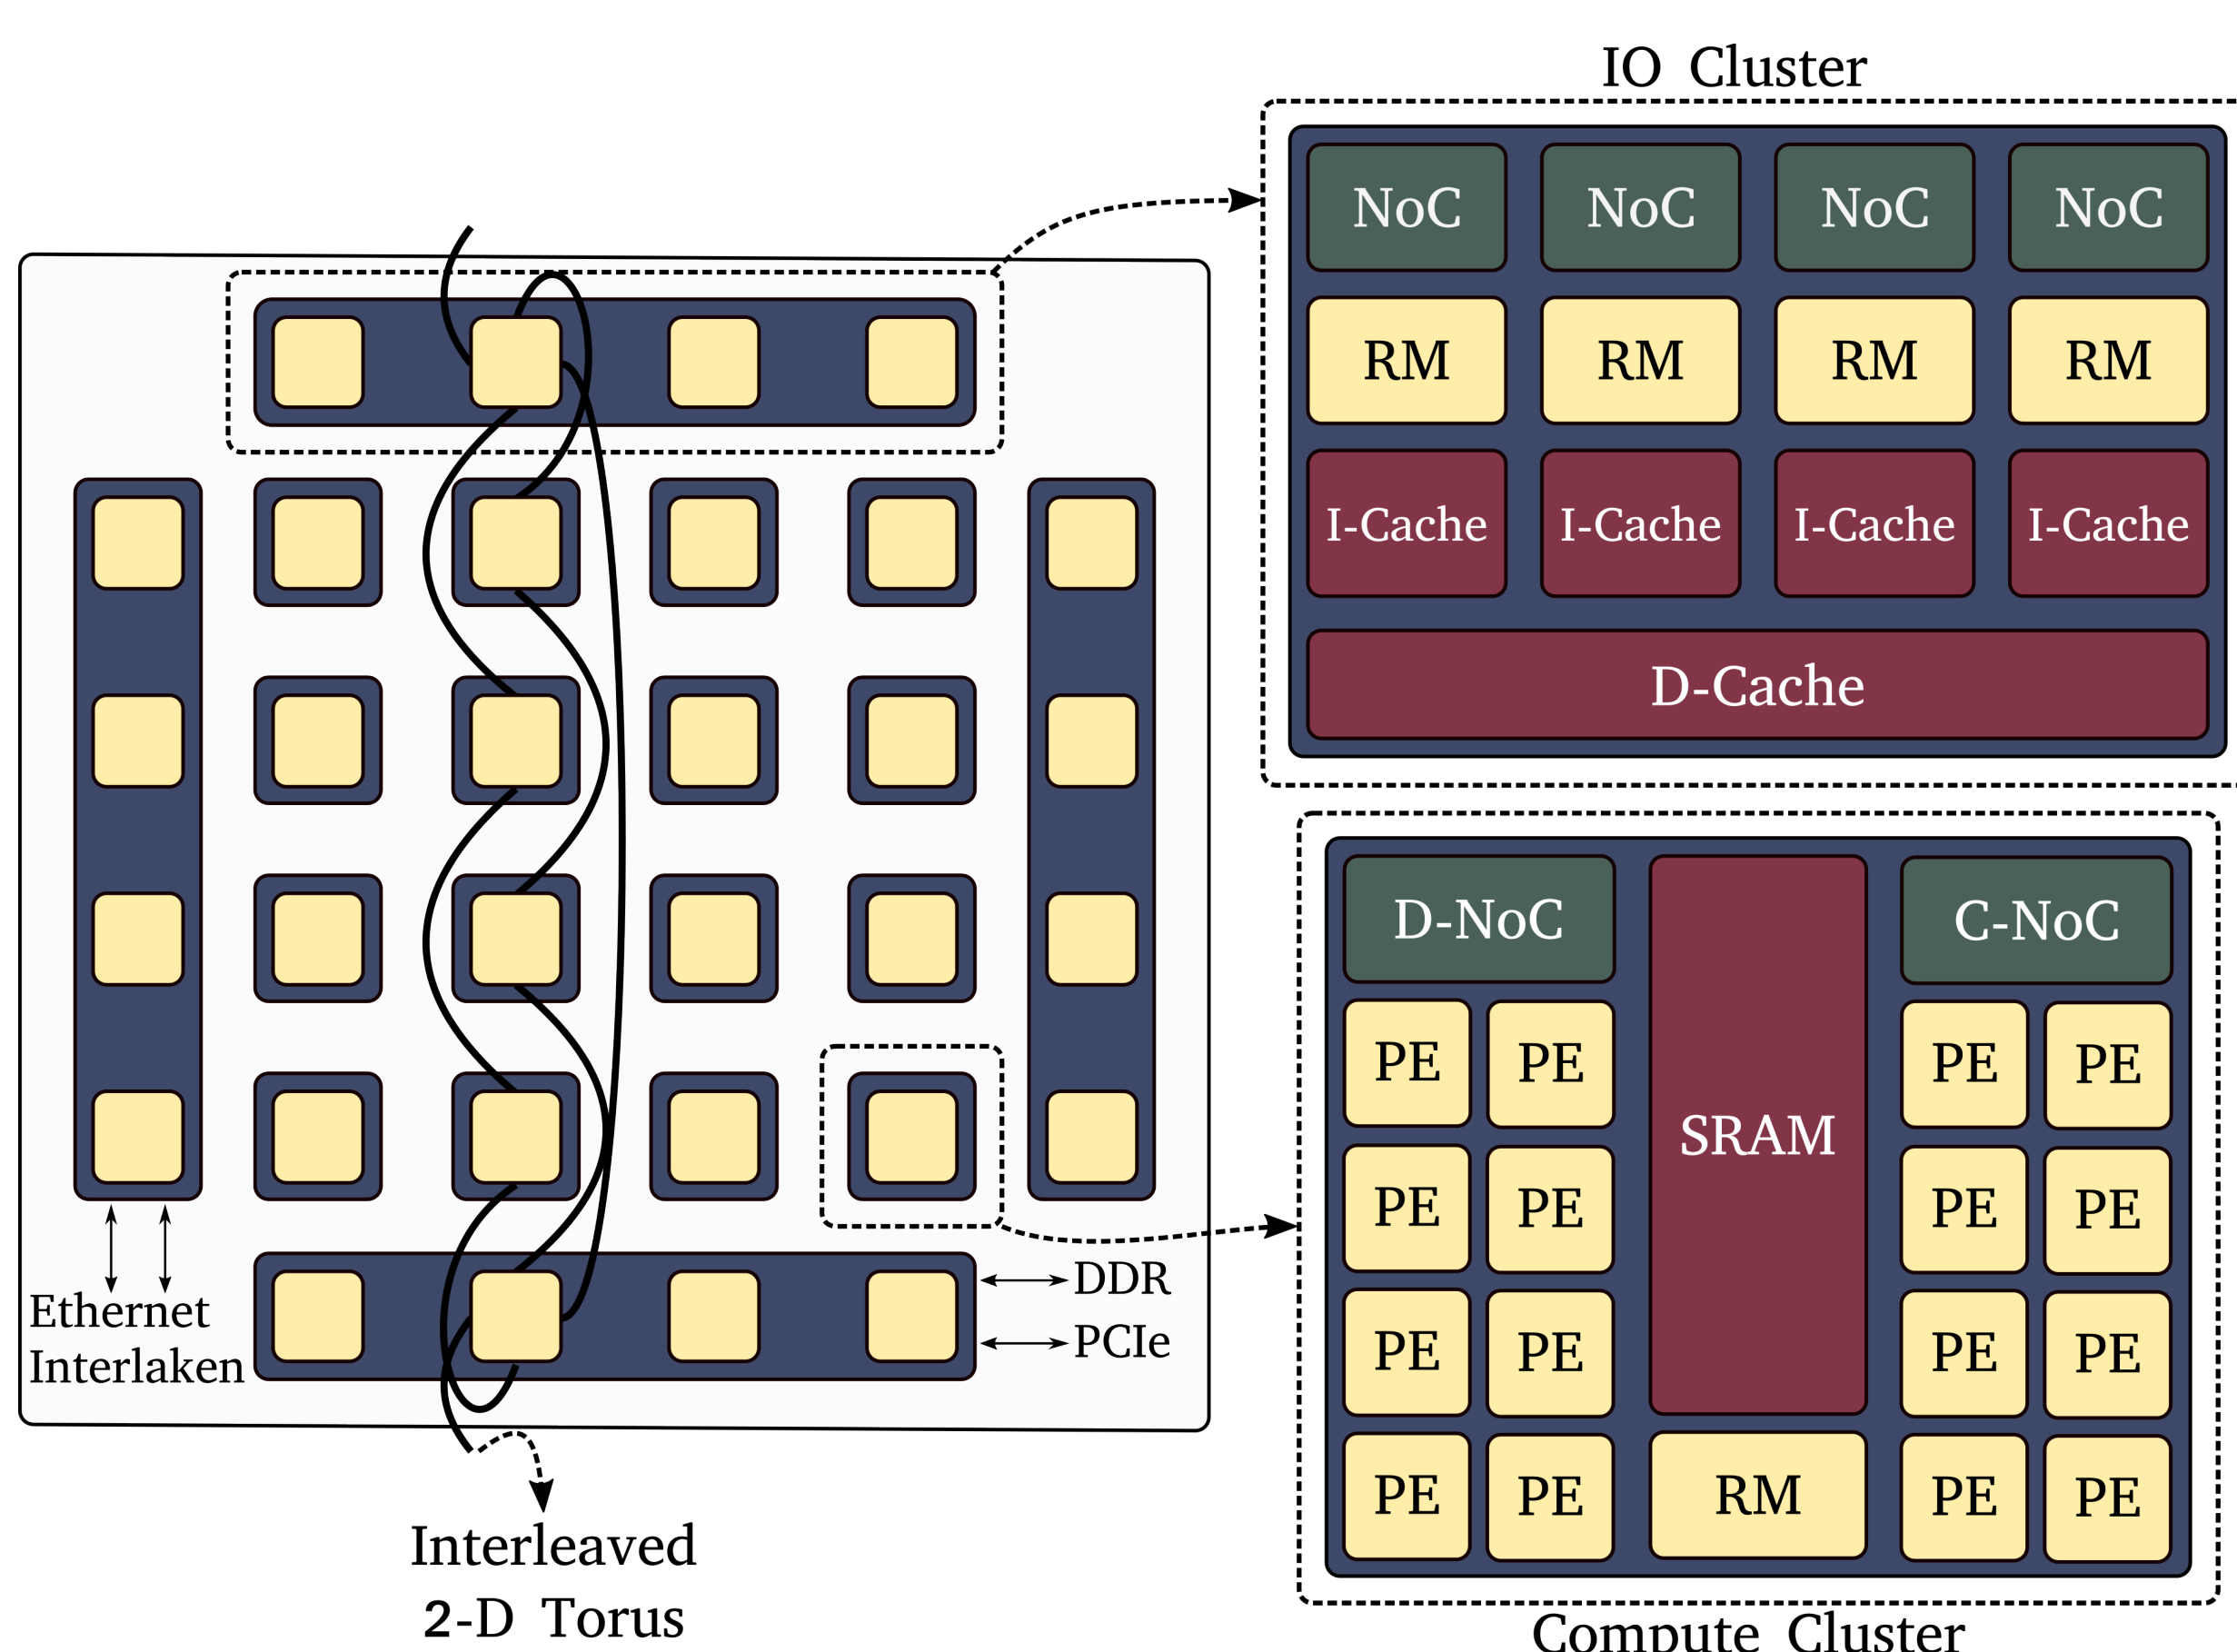 IO Cluster
NoC NoC NoC NoC
RM RM RM RM
I-Cache I-Cache I-Cache I-Cache
D-Cache
D-NoC SRAM C-NoC
PE PE PE PE
PE PE PE PE
PE PE PE PE
PE PE RM PE PE
Compute Cluster
Ethernet
Interlaken
DDR
PCIe
Interleaved
2-D Torus